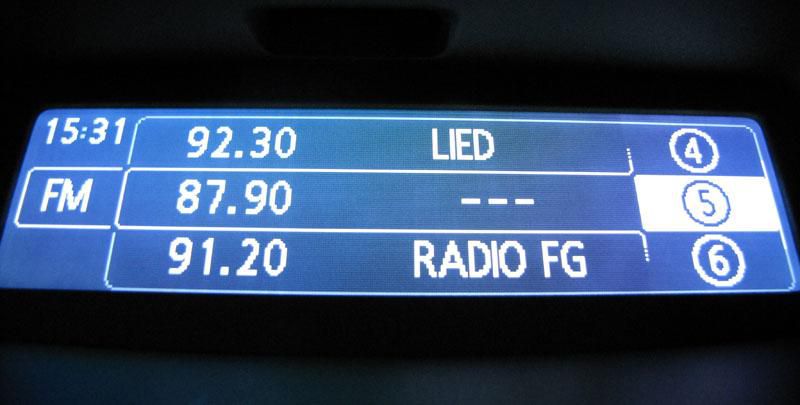 15:31 92.30 LIED 4
FM 87.90 --- 5
91.20 RADIO FG 6